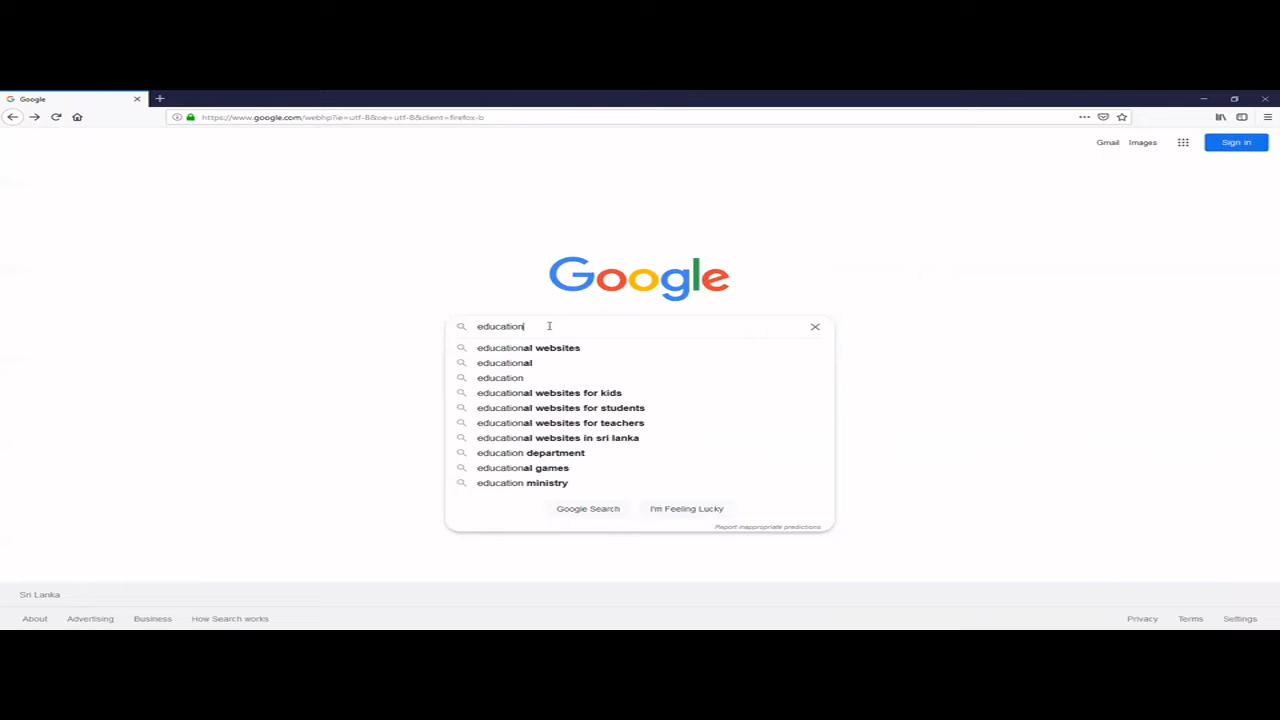 Google
https://www.google.com/webhp?ie=utf-8&oe=utf-8&client=firefox-b
Gmail Images Sign in
Google
education
educational websites
educational
education
educational websites for kids
educational websites for students
educational websites for teachers
educational websites in sri lanka
education department
educational games
education ministry
Google Search I'm Feeling Lucky
Report inappropriate predictions
Sri Lanka
About Advertising Business How Search works Privacy Terms Settings